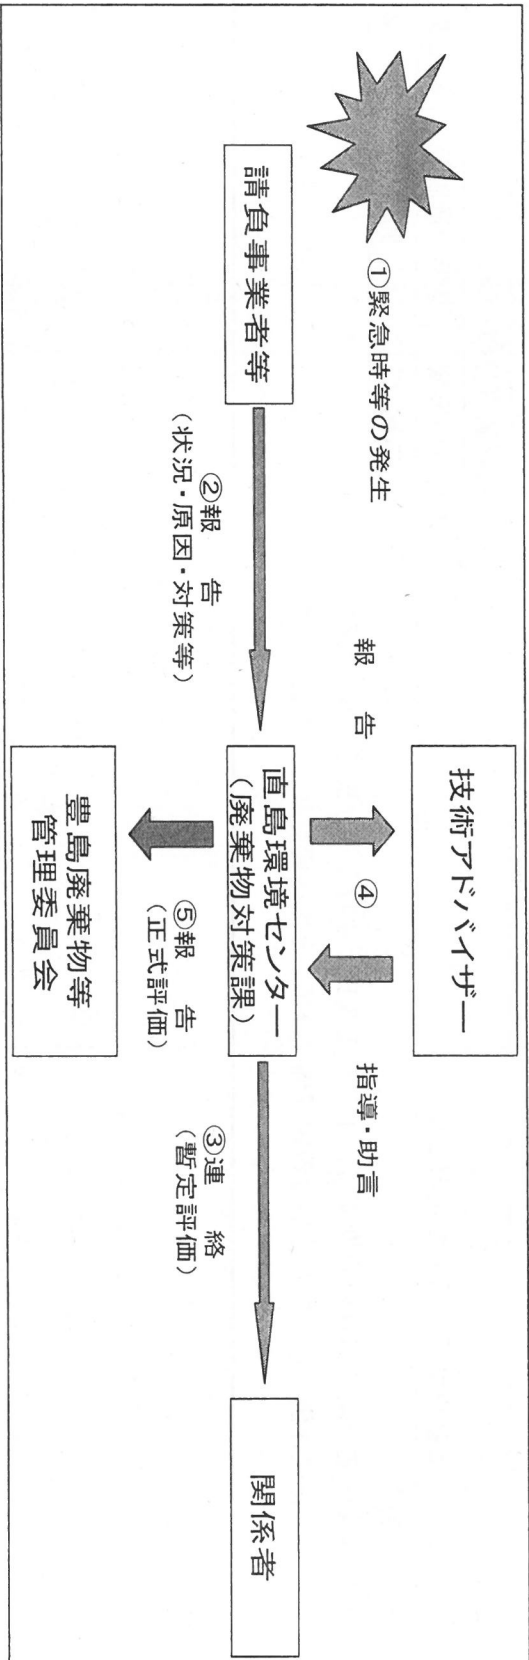 ①緊急時等の発生
請負事業者等
②報　告
（状況・原因・対策等）
技術アドバイザー
報　告
④
指導・助言
直島環境センター
（廃棄物対策課）
⑤報　告
（正式評価）
豊島廃棄物等
管理委員会
③連　絡
（暫定評価）
関係者